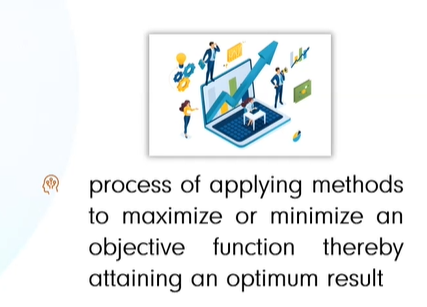 process of applying methods
to maximize or minimize an
objective function thereby
attaining an optimum result